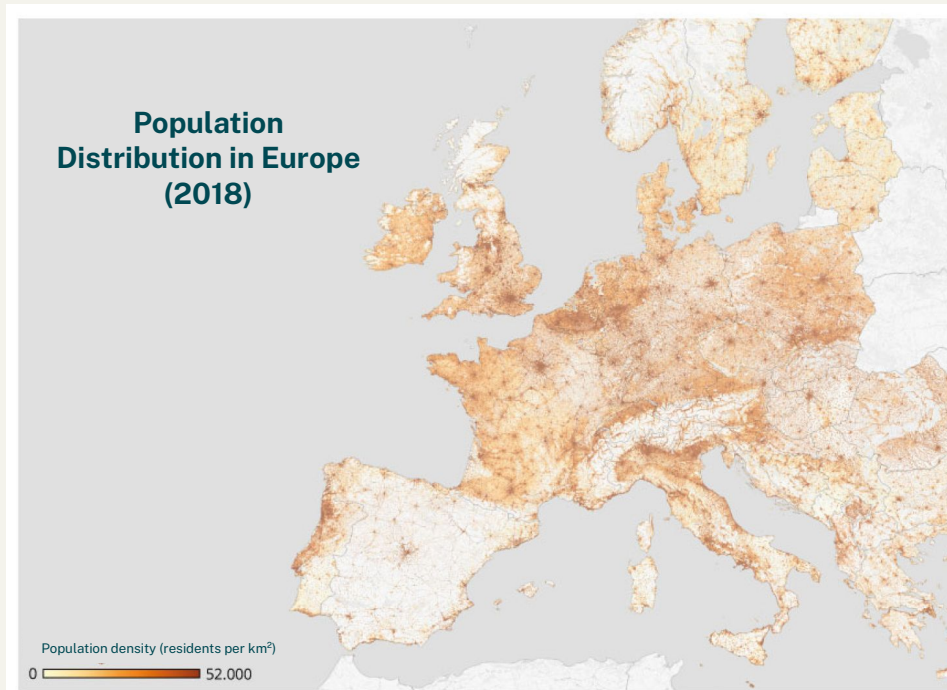 Population
Distribution in Europe
(2018)
Population density (residents per km²)
0 52.000